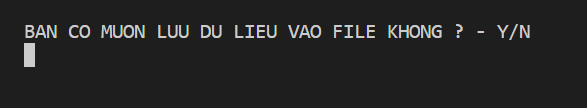 BAN CO MUON LUU DU LIEU VAO FILE KHONG ? - Y/N